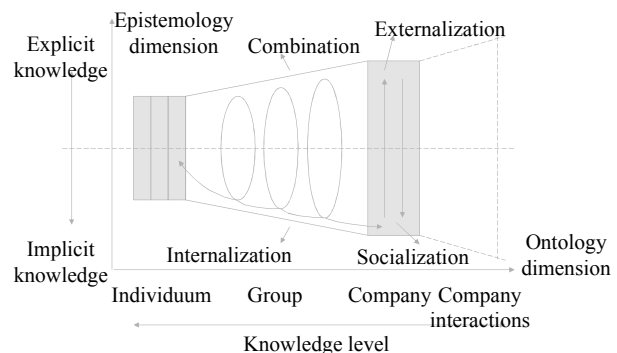 Epistemology
dimension
Externalization
Explicit
knowledge
Combination
Implicit
knowledge
Internalization
Socialization
Ontology
dimension
Individuum
Group
Company
Company
interactions
Knowledge level